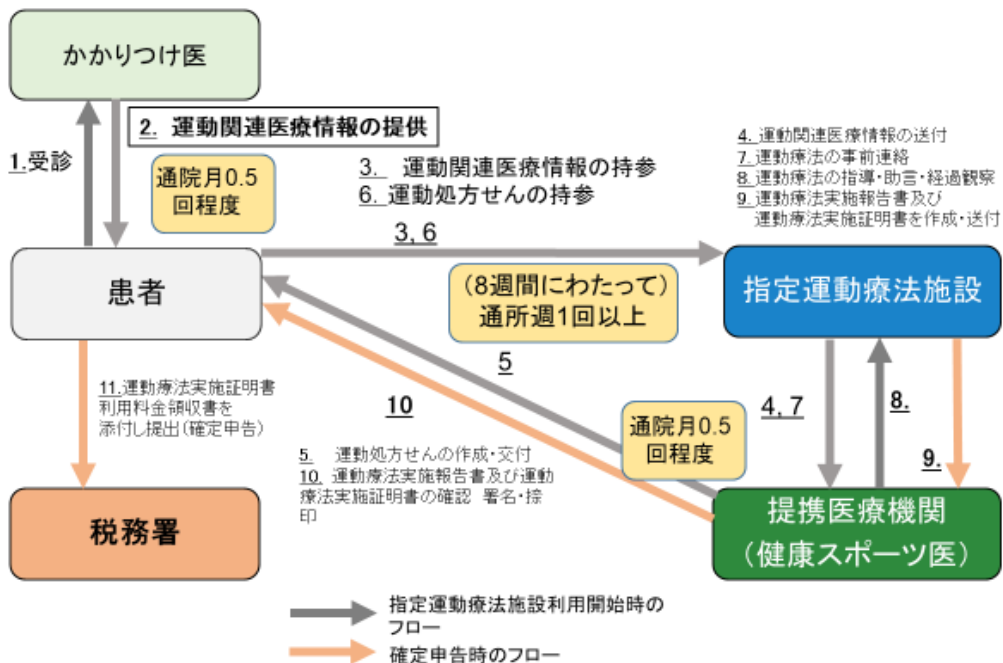 かかりつけ医
1.受診
2. 運動関連医療情報の提供
通院月0.5
回程度
3. 運動関連医療情報の持参
6. 運動処方せんの持参
3, 6
4. 運動関連医療情報の送付
7. 運動療法の事前連絡
8. 運動療法の指導・助言・経過観察
9. 運動療法実施報告書及び
運動療法実施証明書を作成・送付
患者
(8週間にわたって)
通所週1回以上
指定運動療法施設
5
10
11.運動療法実施証明書
利用料金領収書を
添付し提出(確定申告)
5. 運動処方せんの作成・交付
10. 運動療法実施報告書及び運動
療法実施証明書の確認 署名・捺
印
通院月0.5
回程度
4, 7
8.
9.
税務署
提携医療機関
(健康スポーツ医)
指定運動療法施設利用開始時の
フロー
確定申告時のフロー